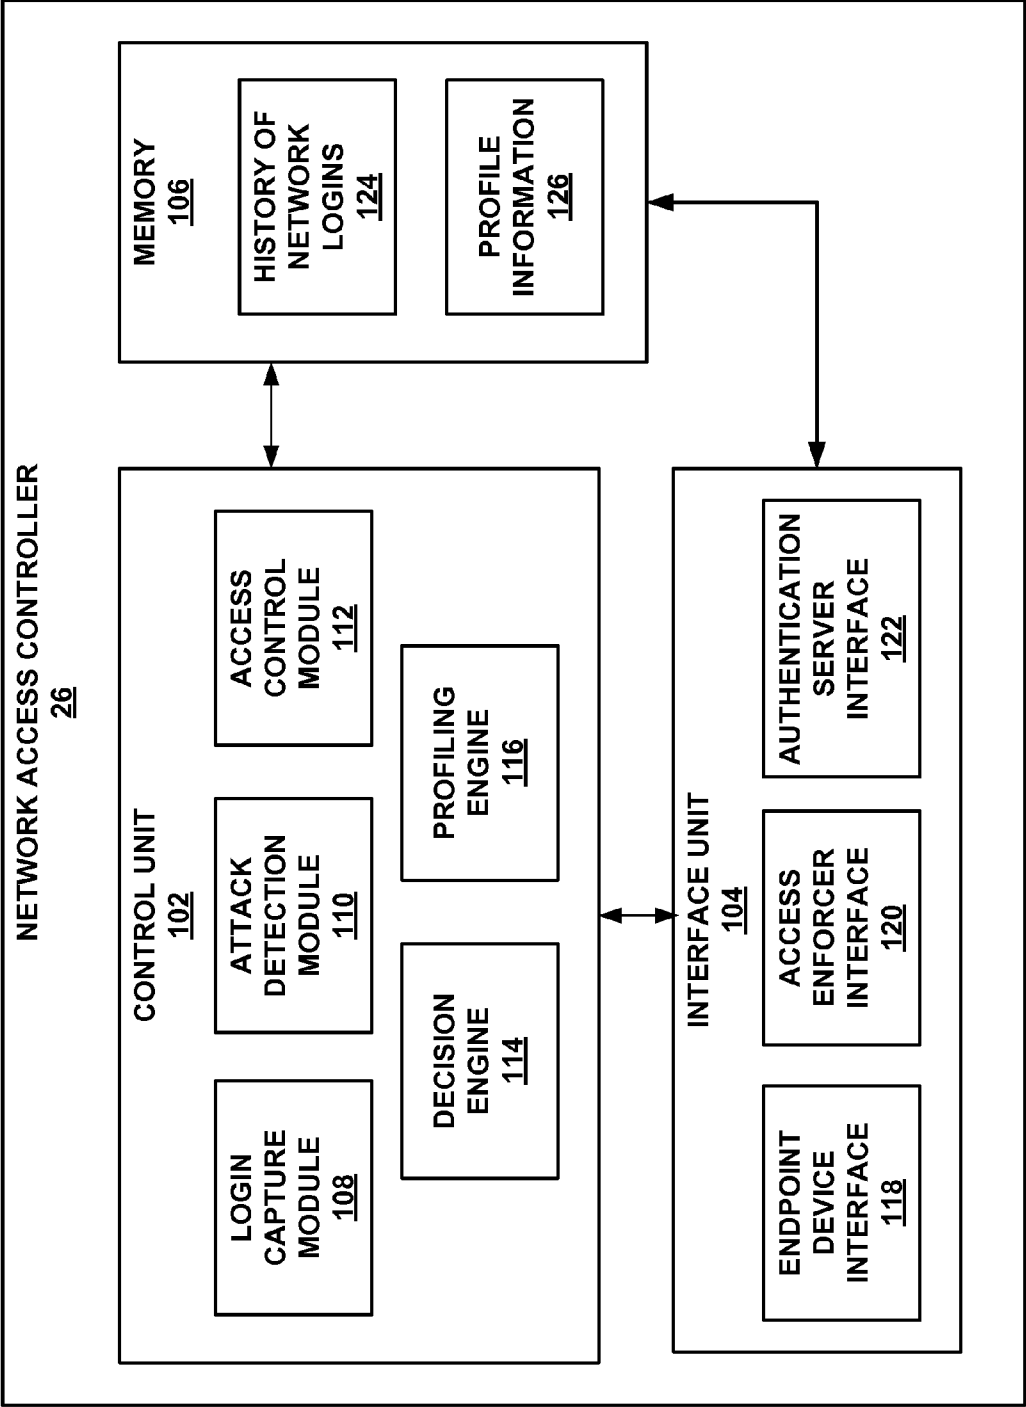 NETWORK ACCESS CONTROLLER
26
CONTROL UNIT
102
LOGIN
CAPTURE
MODULE
108
ATTACK
DETECTION
MODULE
110
ACCESS
CONTROL
MODULE
112
DECISION
ENGINE
114
PROFILING
ENGINE
116
MEMORY
106
HISTORY OF
NETWORK
LOGINS
124
PROFILE
INFORMATION
126
INTERFACE UNIT
104
ENDPOINT
DEVICE
INTERFACE
118
ACCESS
ENFORCER
INTERFACE
120
AUTHENTICATION
SERVER
INTERFACE
122